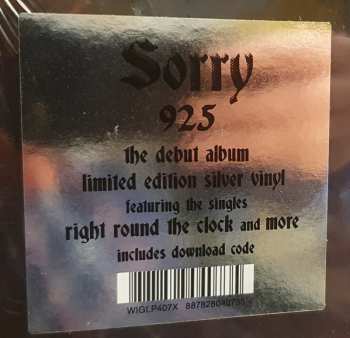 Sorry
925
the debut album
limited edition silver vinyl
featuring the singles
right round the clock and more
includes download code
WIGLP407X